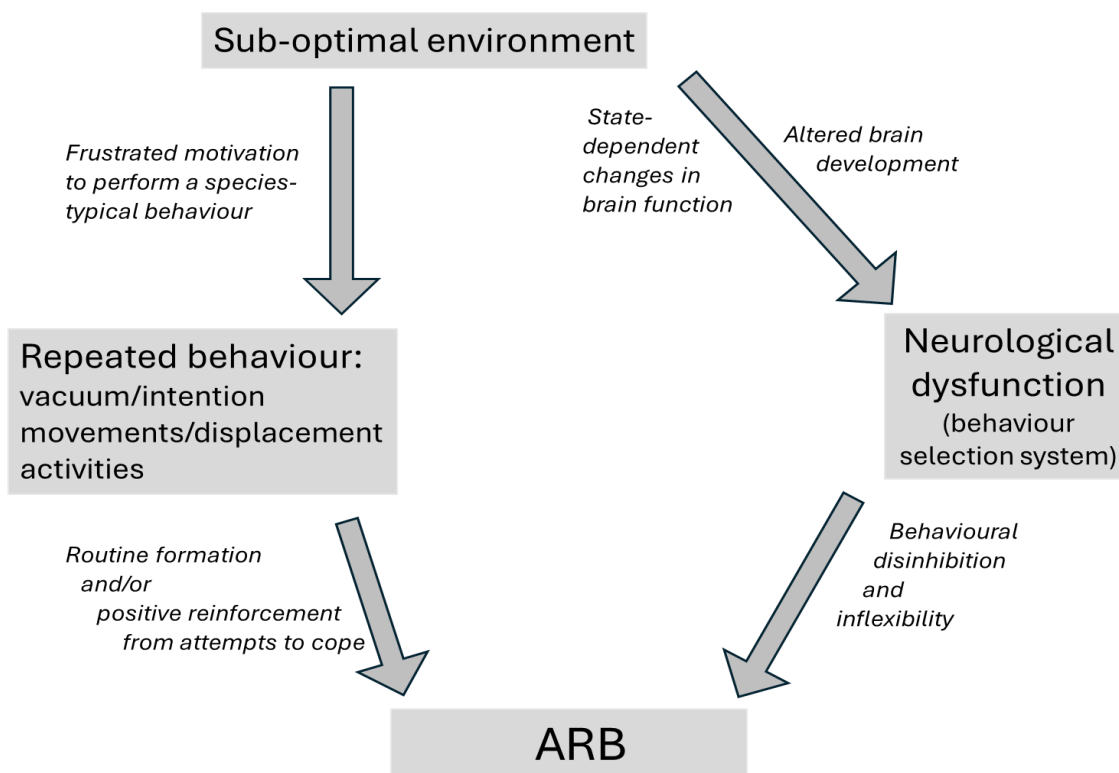 Sub-optimal environment
Frustrated motivation
to perform a species-
typical behaviour
State-
dependent
changes in
brain function
Altered brain
development
Repeated behaviour:
vacuum/intention
movements/displacement
activities
Neurological
dysfunction
(behaviour
selection system)
Routine formation
and/or
positive reinforcement
from attempts to cope
Behavioural
disinhibition
and
inflexibility
ARB